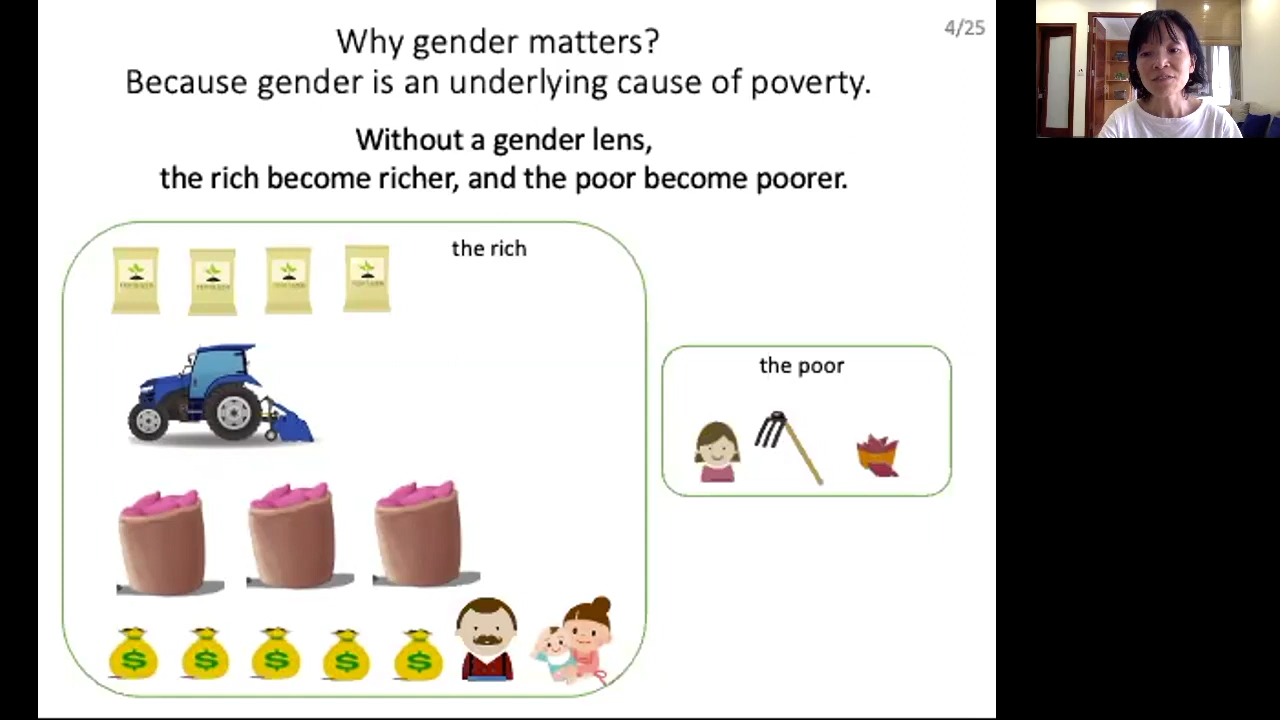 4/25
Why gender matters?
Because gender is an underlying cause of poverty.
Without a gender lens,
the rich become richer, and the poor become poorer.
the rich
the poor
$ $ $ $ $